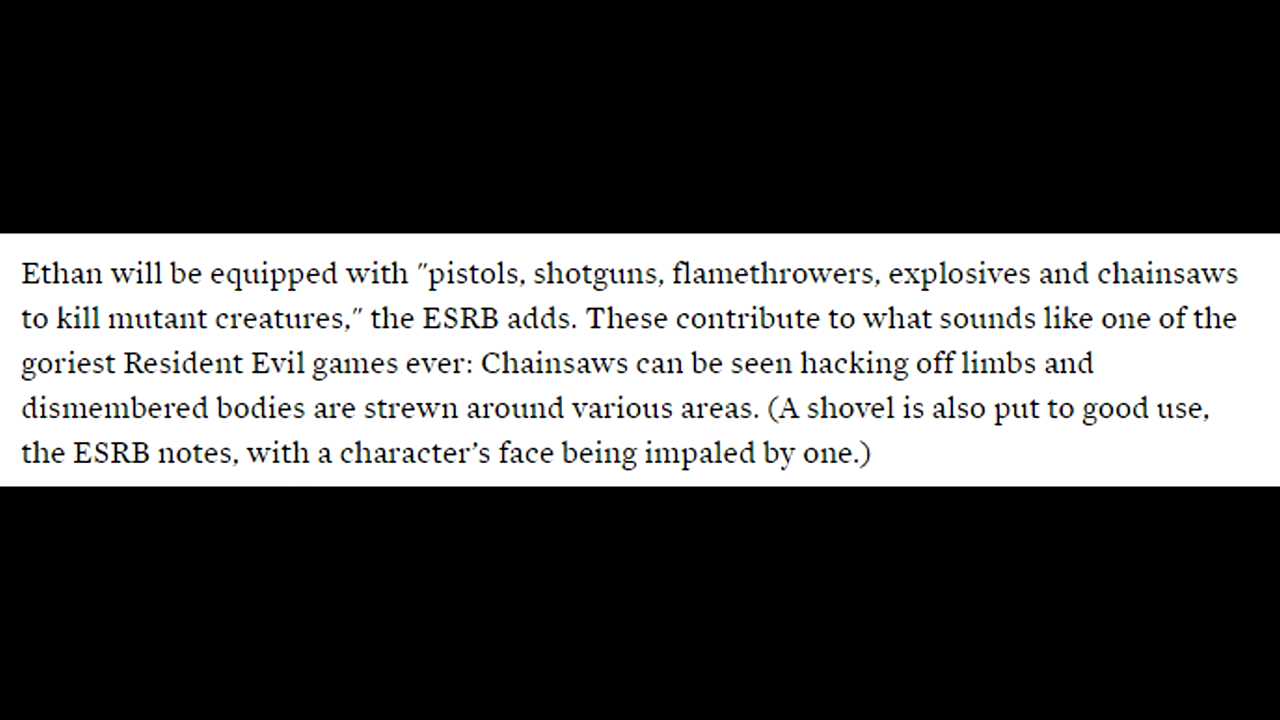 Ethan will be equipped with "pistols, shotguns, flamethrowers, explosives and chainsaws
to kill mutant creatures," the ESRB adds. These contribute to what sounds like one of the
goriest Resident Evil games ever: Chainsaws can be seen hacking off limbs and
dismembered bodies are strewn around various areas. (A shovel is also put to good use,
the ESRB notes, with a character’s face being impaled by one.)